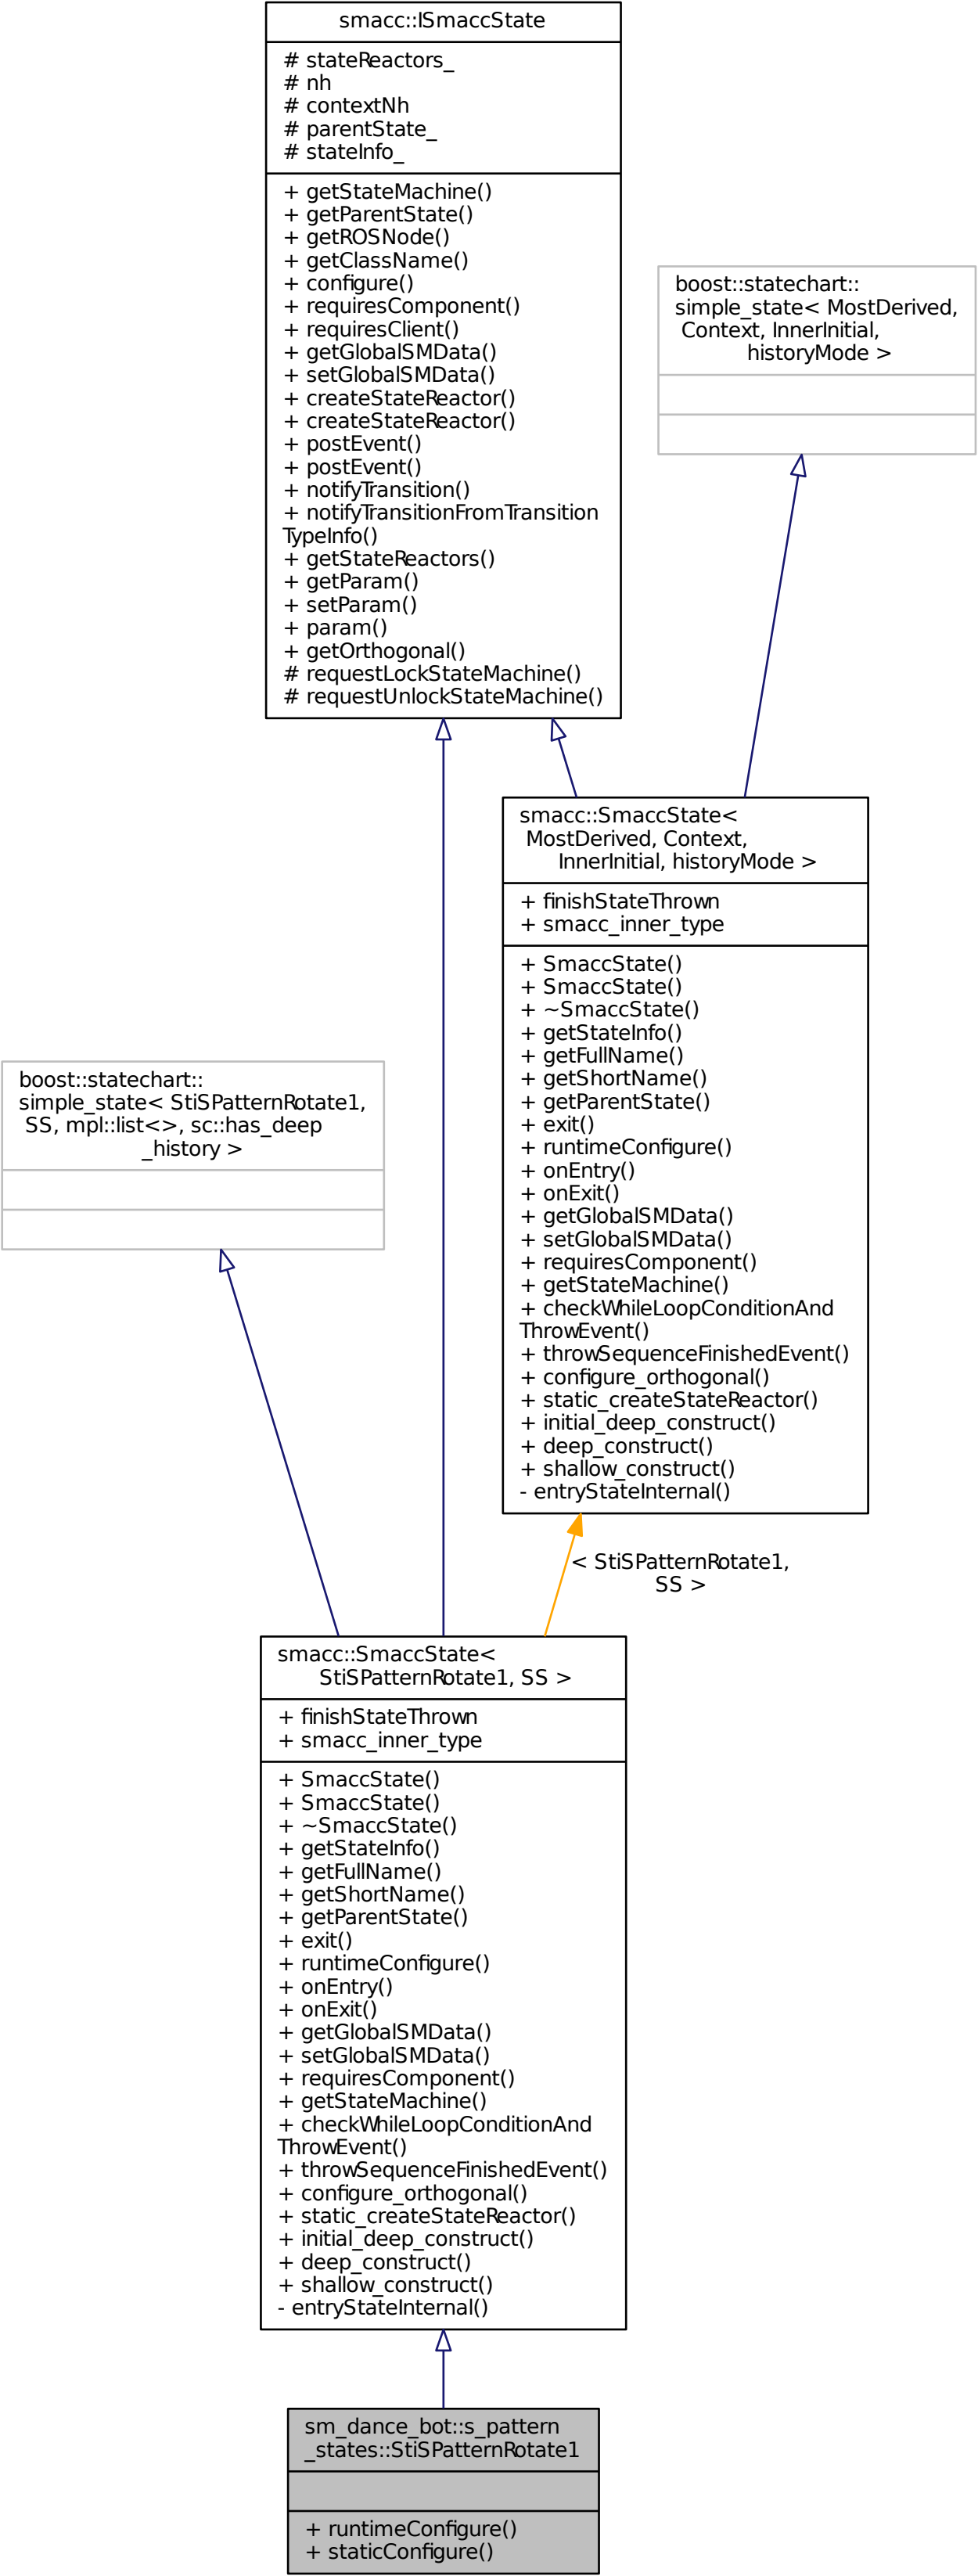 smacc::ISmaccState
# stateReactors_
# nh
# contextNh
# parentState_
# stateInfo_
+ getStateMachine()
+ getParentState()
+ getROSNode()
+ getClassName()
+ configure()
+ requiresComponent()
+ requiresClient()
+ getGlobalSMData()
+ setGlobalSMData()
+ createStateReactor()
+ createStateReactor()
+ postEvent()
+ postEvent()
+ notifyTransition()
+ notifyTransitionFromTransition
TypeInfo()
+ getStateReactors()
+ getParam()
+ setParam()
+ param()
+ getOrthogonal()
# requestLockStateMachine()
# requestUnlockStateMachine()
boost::statechart::
simple_state< MostDerived,
Context, InnerInitial,
historyMode >
smacc::SmaccState<
MostDerived, Context,
InnerInitial, historyMode >
+ finishStateThrown
+ smacc_inner_type
+ SmaccState()
+ SmaccState()
+ ~SmaccState()
+ getStateInfo()
+ getFullName()
+ getShortName()
+ getParentState()
+ exit()
+ runtimeConfigure()
+ onEntry()
+ onExit()
+ getGlobalSMData()
+ setGlobalSMData()
+ requiresComponent()
+ getStateMachine()
+ checkWhileLoopConditionAnd
ThrowEvent()
+ throwSequenceFinishedEvent()
+ configure_orthogonal()
+ static_createStateReactor()
+ initial_deep_construct()
+ deep_construct()
+ shallow_construct()
- entryStateInternal()
boost::statechart::
simple_state< StiSPatternRotate1,
SS, mpl::list<>, sc::has_deep
_history >
< StiSPatternRotate1,
SS >
smacc::SmaccState<
StiSPatternRotate1, SS >
+ finishStateThrown
+ smacc_inner_type
+ SmaccState()
+ SmaccState()
+ ~SmaccState()
+ getStateInfo()
+ getFullName()
+ getShortName()
+ getParentState()
+ exit()
+ runtimeConfigure()
+ onEntry()
+ onExit()
+ getGlobalSMData()
+ setGlobalSMData()
+ requiresComponent()
+ getStateMachine()
+ checkWhileLoopConditionAnd
ThrowEvent()
+ throwSequenceFinishedEvent()
+ configure_orthogonal()
+ static_createStateReactor()
+ initial_deep_construct()
+ deep_construct()
+ shallow_construct()
- entryStateInternal()
sm_dance_bot::s_pattern
_states::StiSPatternRotate1
+ runtimeConfigure()
+ staticConfigure()